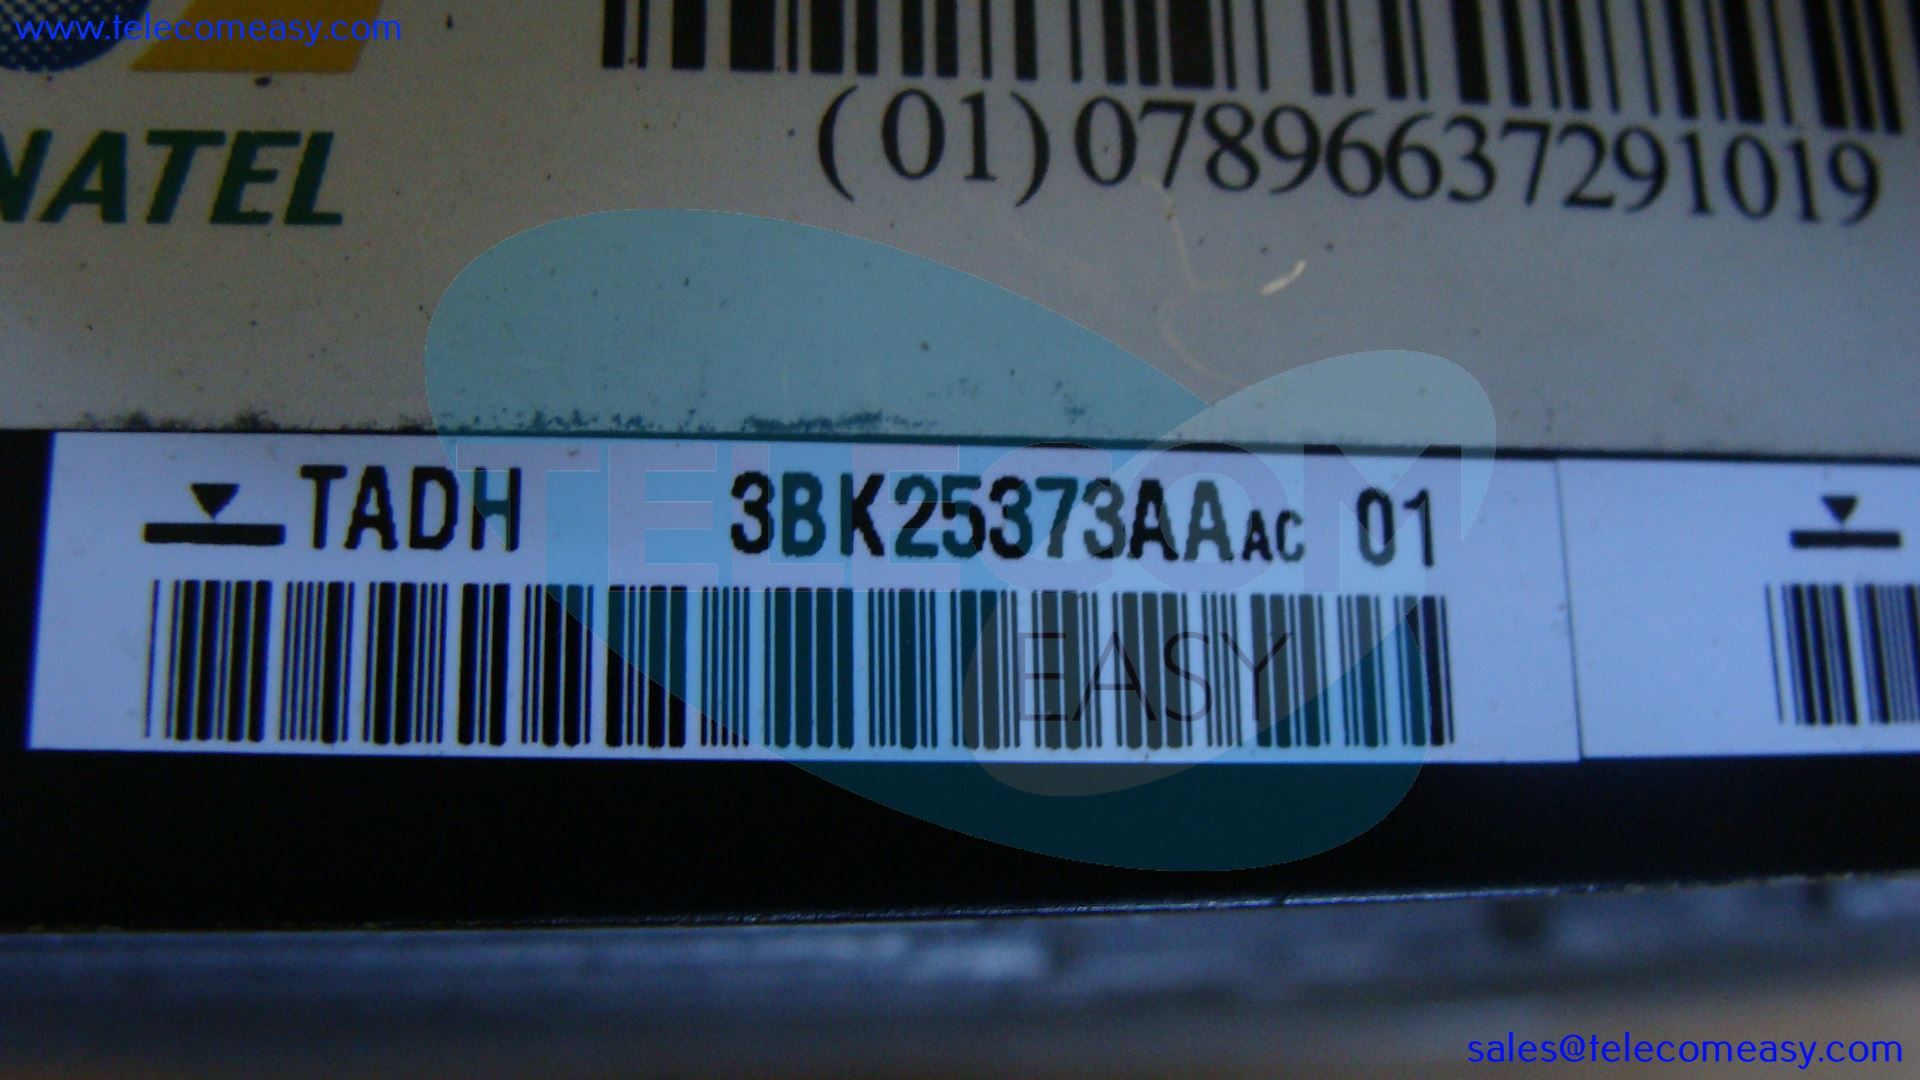 www.telecomeasy.com
NATEL
(01)07896637291019
TADH 3BK25373AAAC 01
TELECOM
EASY
sales@telecomeasy.com